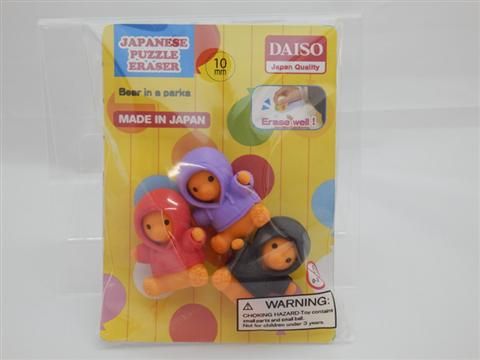 JAPANESE
PUZZLE
ERASER
10
mm
DAISO
Japan Quality
Bear in a parka
Erase well!
MADE IN JAPAN
WARNING:
CHOKING HAZARD-Toy contains
small parts and small ball.
Not for children under 3 years